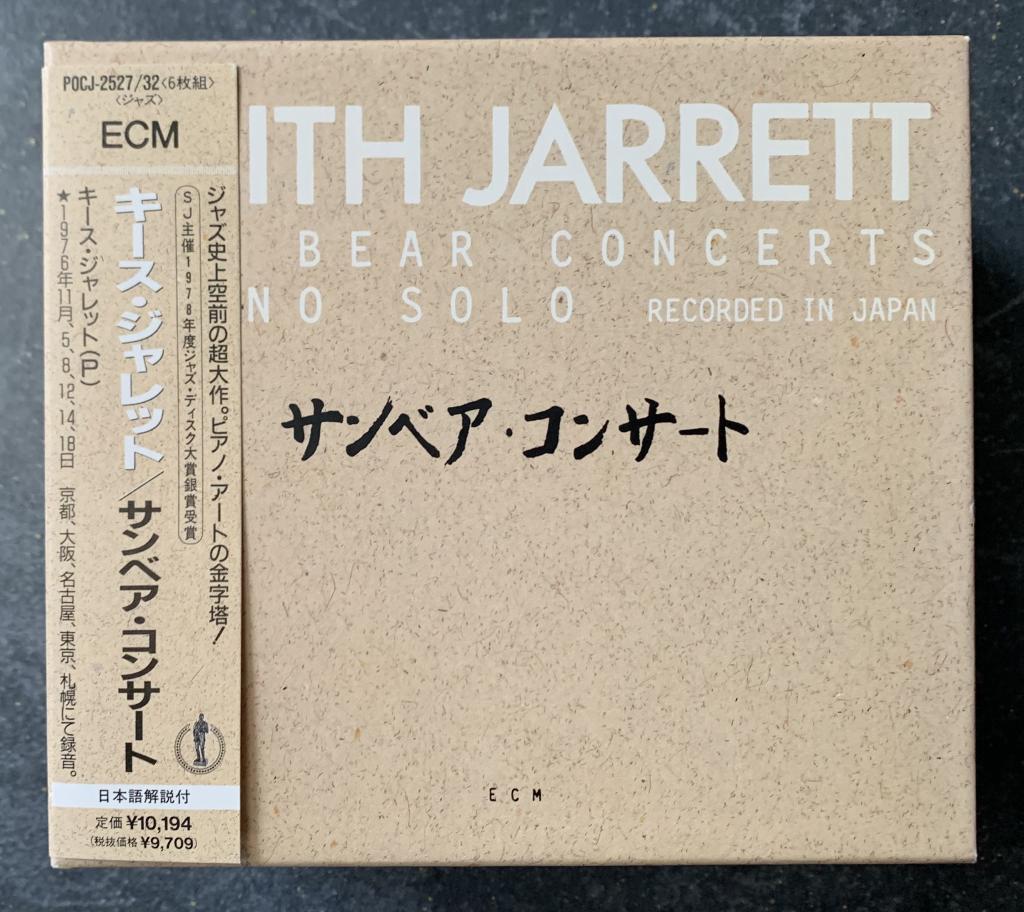 POCJ-2527/32〈6枚組〉
〈ジャズ〉
ECM
ジャズ史上空前の超大作。ピアノ・アートの金字塔!
SJ主催1978年度ジャズ・ディスク大賞銀賞受賞
キース・ジャレット/サンベア・コンサート
キース・ジャレット(P)
★1976年11月、5、8、12、14、18日 京都、大阪、名古屋、東京、札幌にて録音。
日本語解説付
定価¥10,194
(税抜価格¥9,709)
ITH JARRETT
BEAR CONCERTS
NO SOLO RECORDED IN JAPAN
サンベア・コンサート
ECM